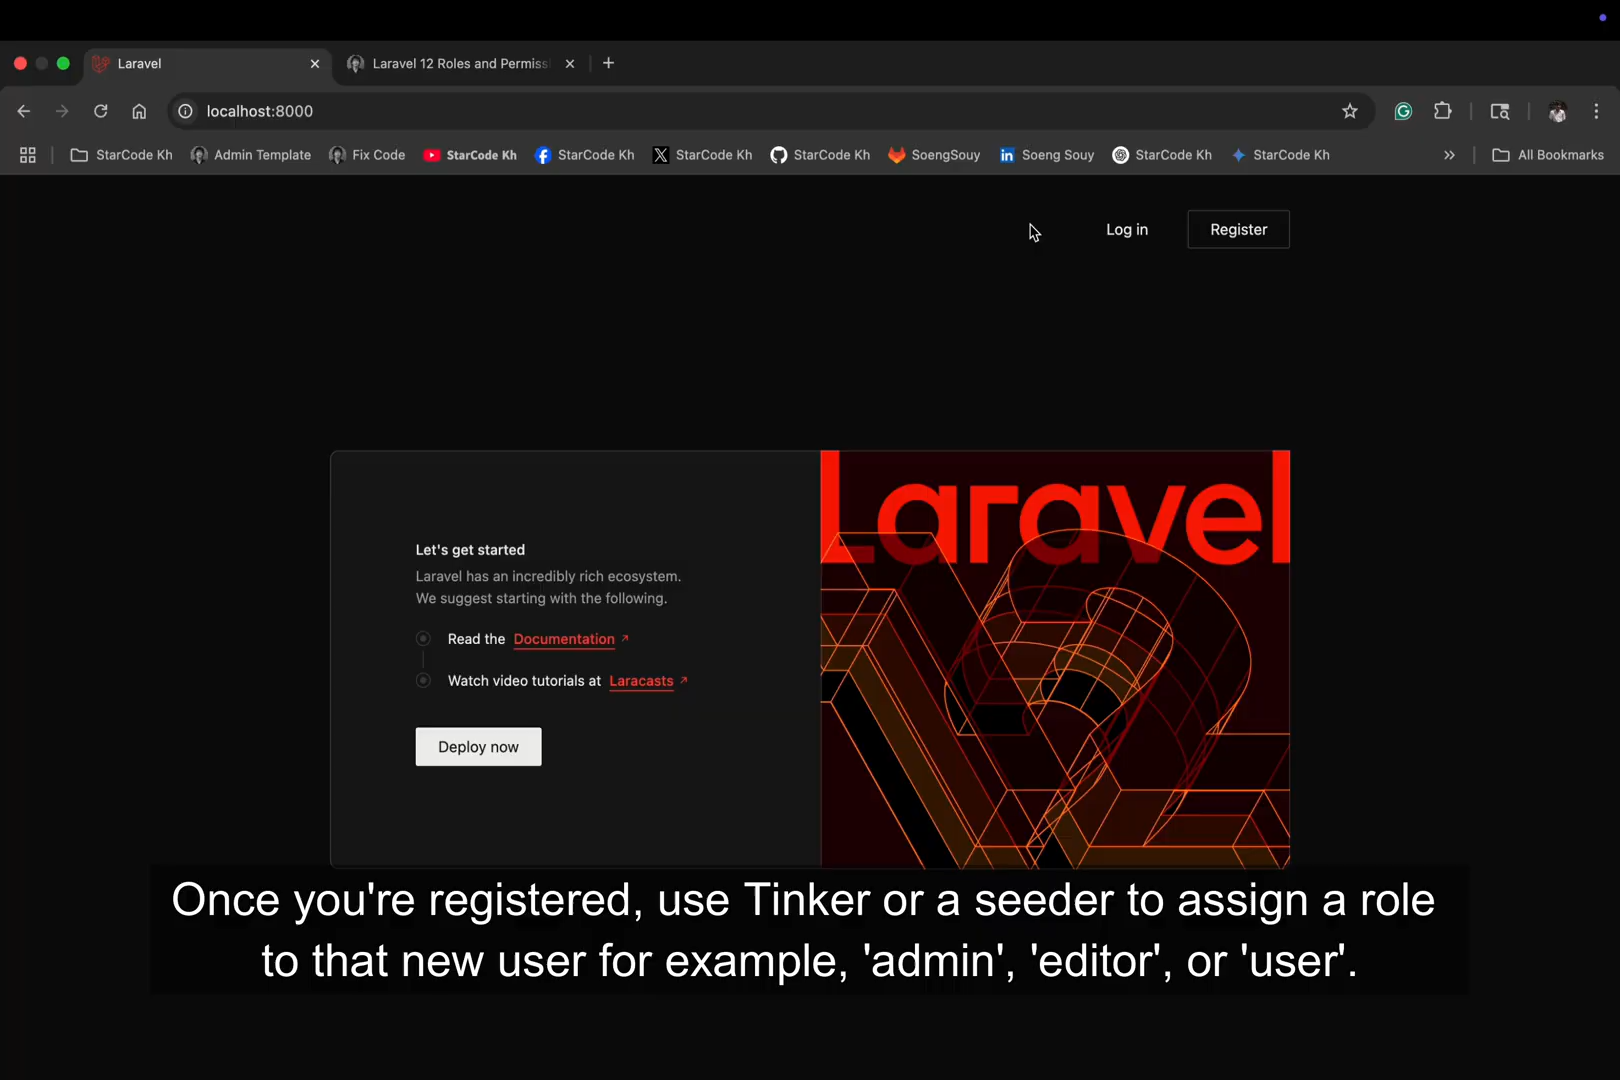 Laravel
Laravel 12 Roles and Permiss
localhost:8000
StarCode Kh
Admin Template
Fix Code
StarCode Kh
StarCode Kh
StarCode Kh
StarCode Kh
SoengSouy
Soeng Souy
StarCode Kh
StarCode Kh
All Bookmarks
Log in
Register
Laravel
Let's get started
Laravel has an incredibly rich ecosystem.
We suggest starting with the following.
Read the Documentation
Watch video tutorials at Laracasts
Deploy now
Once you're registered, use Tinker or a seeder to assign a role
to that new user for example, 'admin', 'editor', or 'user'.